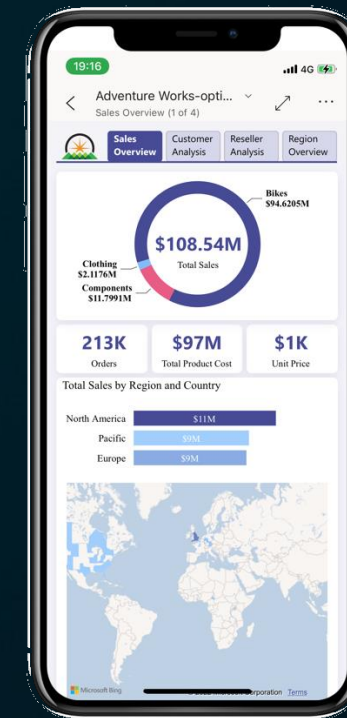 19:16
4G
Adventure Works-opti...
Sales Overview (1 of 4)
Sales
Overview
Customer
Analysis
Reseller
Analysis
Region
Overview
Bikes
$94.6205M
$108.54M
Total Sales
Clothing
$2.1176M
Components
$11.7991M
213K
Orders
$97M
Total Product Cost
$1K
Unit Price
Total Sales by Region and Country
North America
$11M
Pacific
$9M
Europe
$9M
Microsoft Bing
Terms